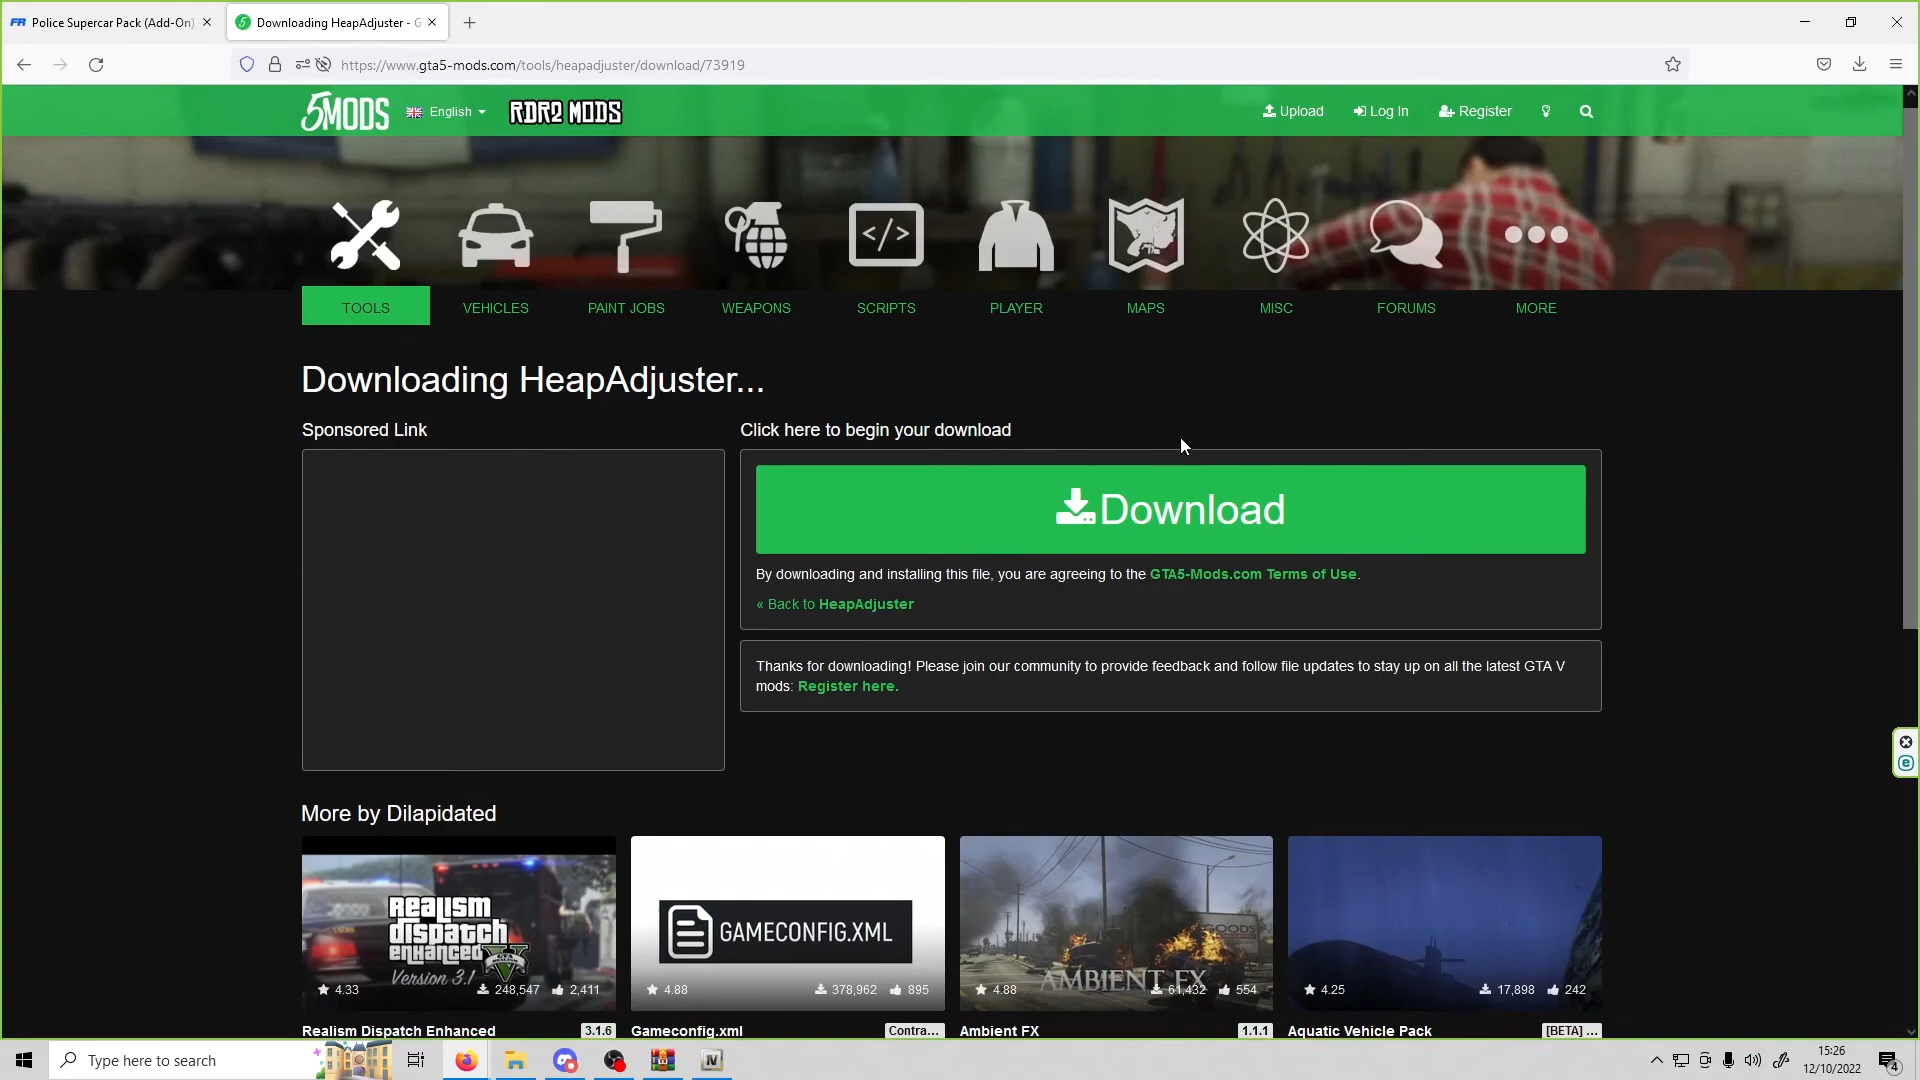 FR Police Supercar Pack (Add-On)
Downloading HeapAdjuster - G
https://www.gta5-mods.com/tools/heapadjuster/download/73919
5MODS
English
RDR2 MODS
Upload
Log In
Register
TOOLS
VEHICLES
PAINT JOBS
WEAPONS
SCRIPTS
PLAYER
MAPS
MISC
FORUMS
MORE
Downloading HeapAdjuster...
Sponsored Link
Click here to begin your download
Download
By downloading and installing this file, you are agreeing to the GTA5-Mods.com Terms of Use.
« Back to HeapAdjuster
Thanks for downloading! Please join our community to provide feedback and follow file updates to stay up on all the latest GTA V
mods: Register here.
More by Dilapidated
Realism
dispatch
enhanced
V
Version 3.1
4.33
248,547
2,411
Realism Dispatch Enhanced
3.1.6
GAMECONFIG.XML
4.88
378,962
895
Gameconfig.xml
Contra...
GOODS
AMBIENT FX
4.88
61,432
554
Ambient FX
1.1.1
4.25
17,898
242
Aquatic Vehicle Pack
[BETA] ...
Type here to search
15:26
12/10/2022
4